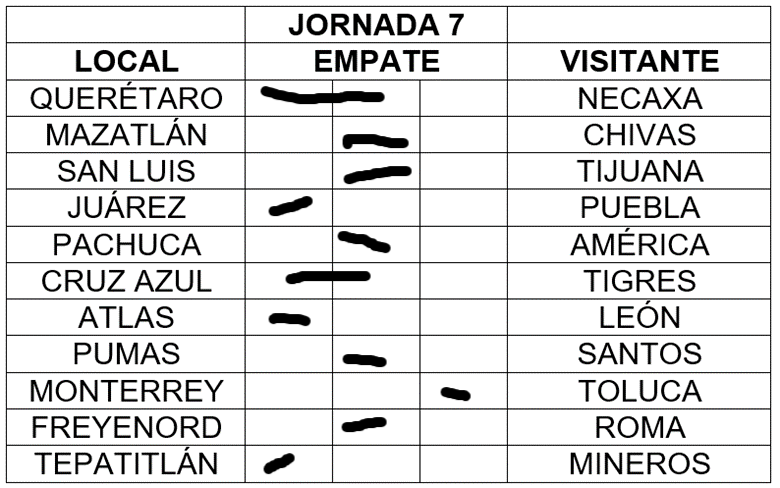 JORNADA 7
LOCAL EMPATE VISITANTE
QUERÉTARO NECAXA
MAZATLÁN CHIVAS
SAN LUIS TIJUANA
JUÁREZ PUEBLA
PACHUCA AMÉRICA
CRUZ AZUL TIGRES
ATLAS LEÓN
PUMAS SANTOS
MONTERREY TOLUCA
FREYENORD ROMA
TEPATITLÁN MINEROS